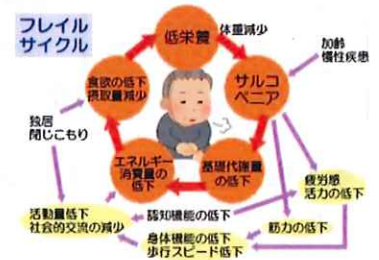 フレイル
サイクル
低栄養
体重減少
加齢
慢性疾患
食欲の低下
摂取量減少
サルコ
ペニア
独居
閉じこもり
エネルギー
消費量の
低下
基礎代謝量
の低下
疲労感
活力の低下
活動量低下
社会的交流の減少
認知機能の低下
筋力の低下
身体機能の低下
歩行スピード低下